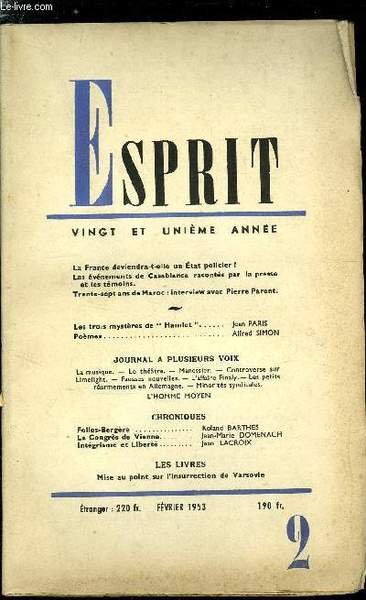 Le-livre.com
ESPRIT
VINGT ET UNIÈME ANNÉE
La France deviendra-t-elle un État policier ?
Les événements de Casablanca racontés par la presse
et les témoins.
Trente-sept ans de Maroc : interview avec Pierre Parent.
Les trois mystères de " Hamlet " ...... Jean PARIS
Poèmes .............................. Alfred SIMON
JOURNAL A PLUSIEURS VOIX
La musique. — Le théâtre. — Manessier. — Controverse sur
Limelight. — Fausses nouvelles. — L'affaire Finaly. — Les petits
réarmements en Allemagne. — Minorités syndicales.
L'HOMME MOYEN
CHRONIQUES
Folies-Bergère ............... Roland BARTHES
Le Congrès de Vienne ......... Jean-Marie DOMENACH
Intégrisme et Liberté ......... Jean LACROIX
LES LIVRES
Mise au point sur l'insurrection de Varsovie
Étranger : 220 fr. FÉVRIER 1953 190 fr.
2